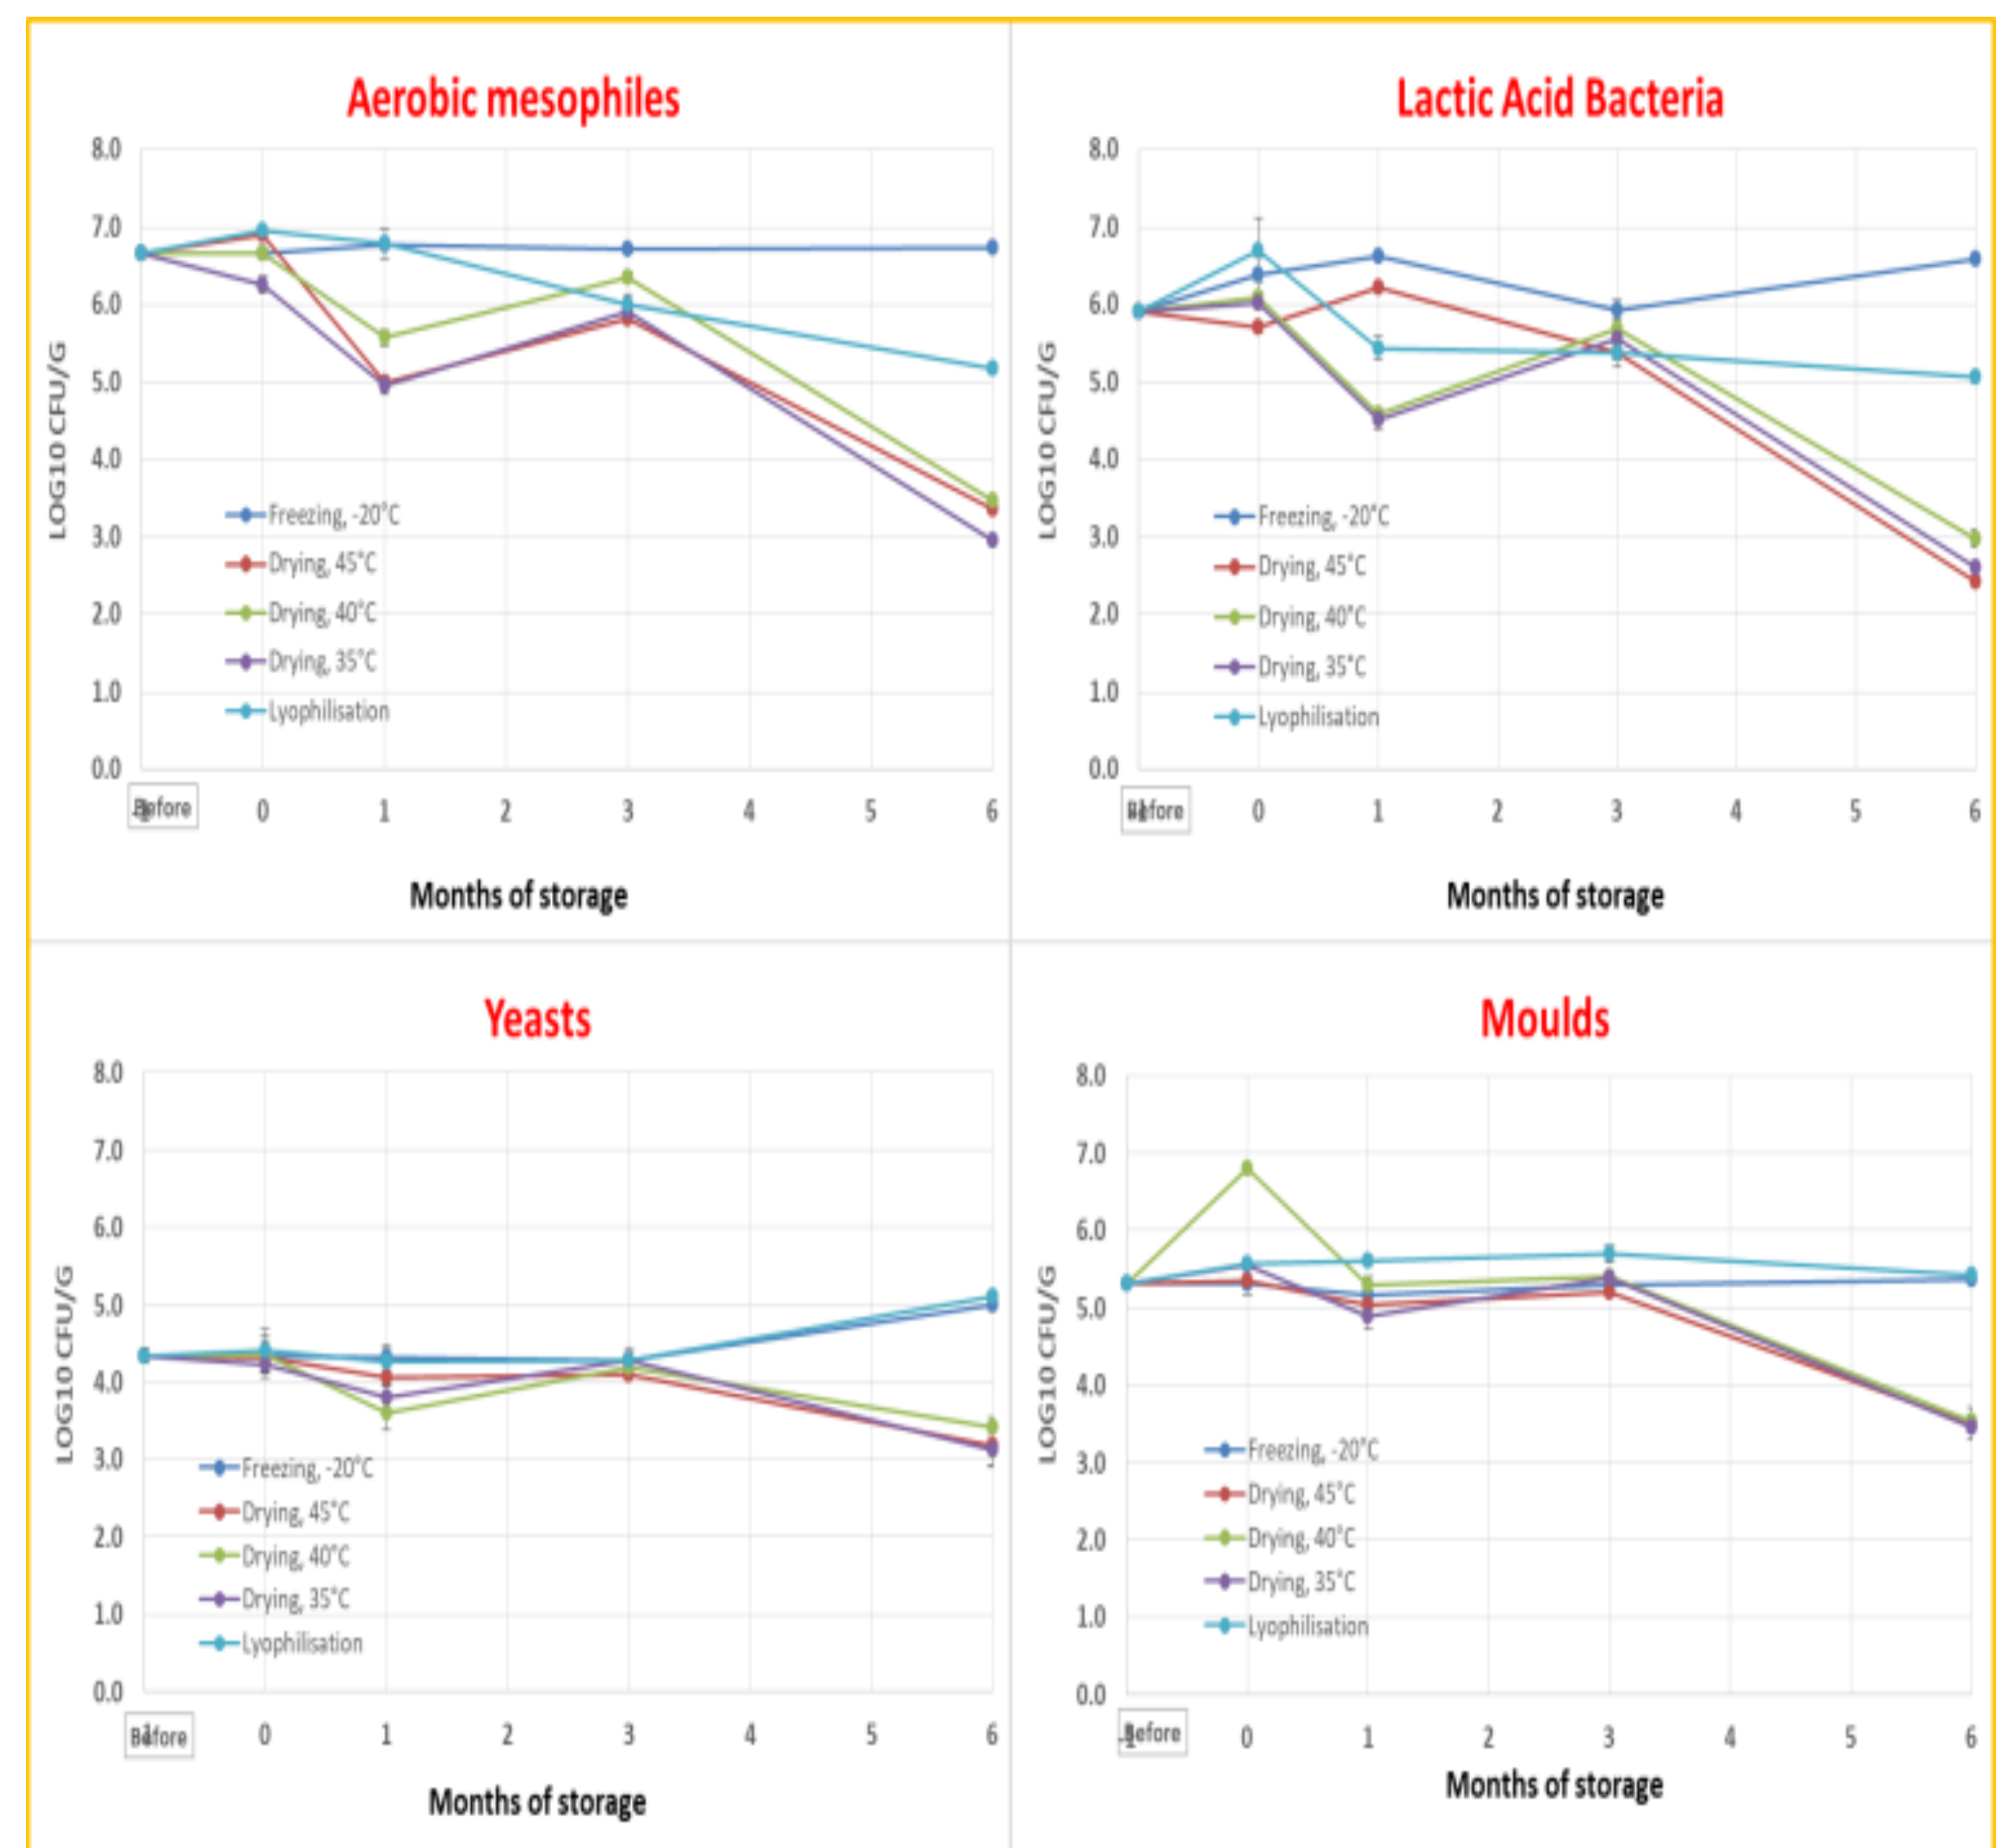 Aerobic mesophiles
8.0
7.0
6.0
5.0
4.0
3.0
2.0
1.0
0.0
LOG10 CFU/G
Freezing, -20°C
Drying, 45°C
Drying, 40°C
Drying, 35°C
Lyophilisation
Before 0 1 2 3 4 5 6
Months of storage
Lactic Acid Bacteria
8.0
7.0
6.0
5.0
4.0
3.0
2.0
1.0
0.0
LOG10 CFU/G
Freezing, -20°C
Drying, 45°C
Drying, 40°C
Drying, 35°C
Lyophilisation
Before 0 1 2 3 4 5 6
Months of storage
Yeasts
8.0
7.0
6.0
5.0
4.0
3.0
2.0
1.0
0.0
LOG10 CFU/G
Freezing, -20°C
Drying, 45°C
Drying, 40°C
Drying, 35°C
Lyophilisation
Before 0 1 2 3 4 5 6
Months of storage
Moulds
8.0
7.0
6.0
5.0
4.0
3.0
2.0
1.0
0.0
LOG10 CFU/G
Freezing, -20°C
Drying, 45°C
Drying, 40°C
Drying, 35°C
Lyophilisation
Before 0 1 2 3 4 5 6
Months of storage